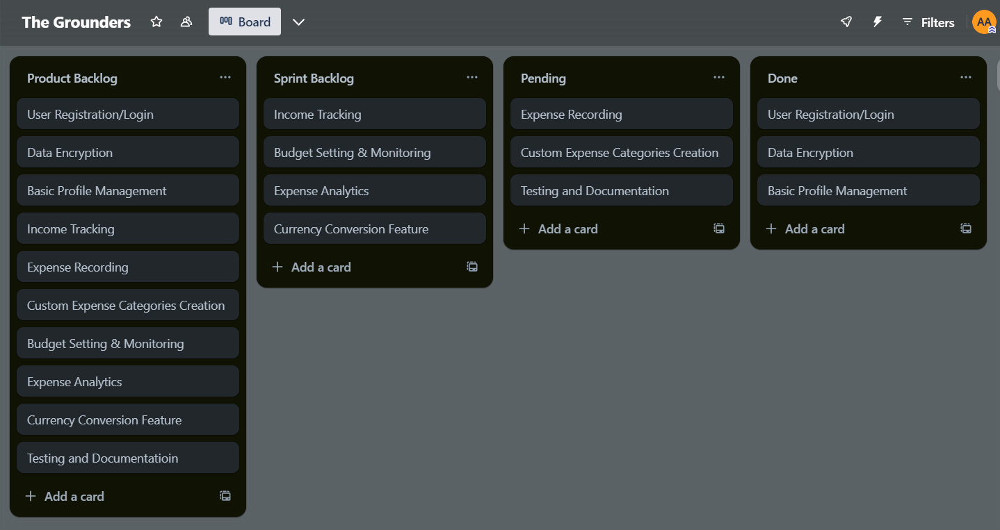 The Grounders
Board
Filters
AA
Product Backlog
User Registration/Login
Data Encryption
Basic Profile Management
Income Tracking
Expense Recording
Custom Expense Categories Creation
Budget Setting & Monitoring
Expense Analytics
Currency Conversion Feature
Testing and Documentatioin
Add a card
Sprint Backlog
Income Tracking
Budget Setting & Monitoring
Expense Analytics
Currency Conversion Feature
Add a card
Pending
Expense Recording
Custom Expense Categories Creation
Testing and Documentation
Add a card
Done
User Registration/Login
Data Encryption
Basic Profile Management
Add a card